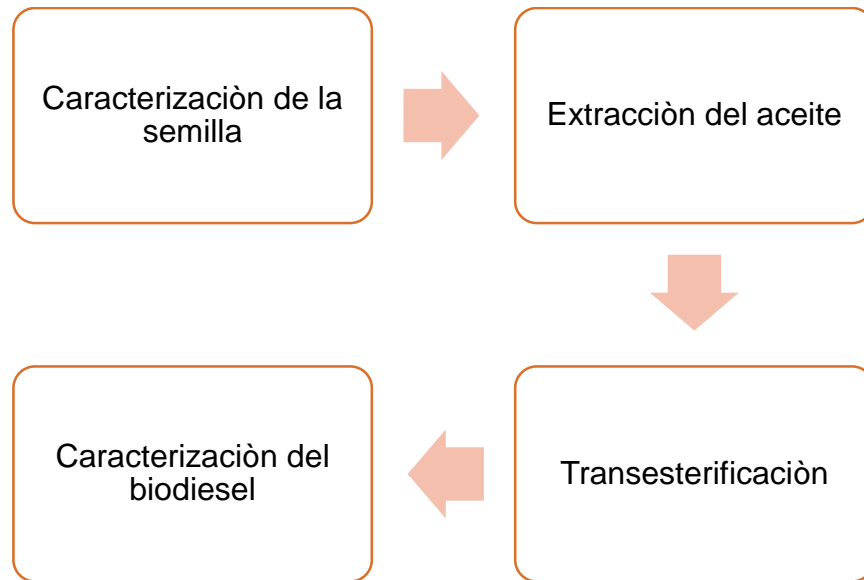 Caracterizaciòn de la
semilla
Extracciòn del aceite
Transesterificaciòn
Caracterizaciòn del
biodiesel